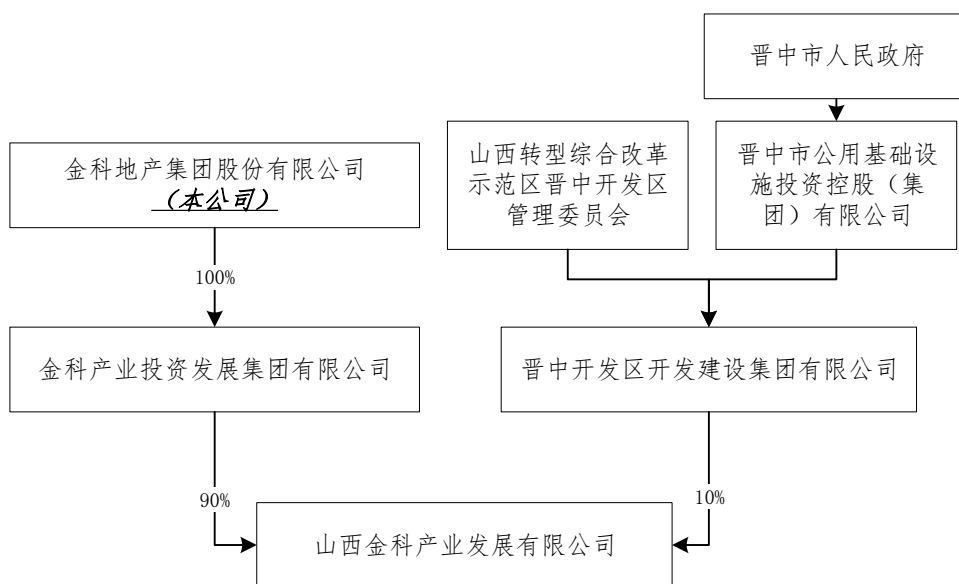 晋中市人民政府
金科地产集团股份有限公司
（本公司）
山西转型综合改革
示范区晋中开发区
管理委员会
晋中市公用基础设
施投资控股（集
团）有限公司
100%
金科产业投资发展集团有限公司
晋中开发区开发建设集团有限公司
90%
10%
山西金科产业发展有限公司